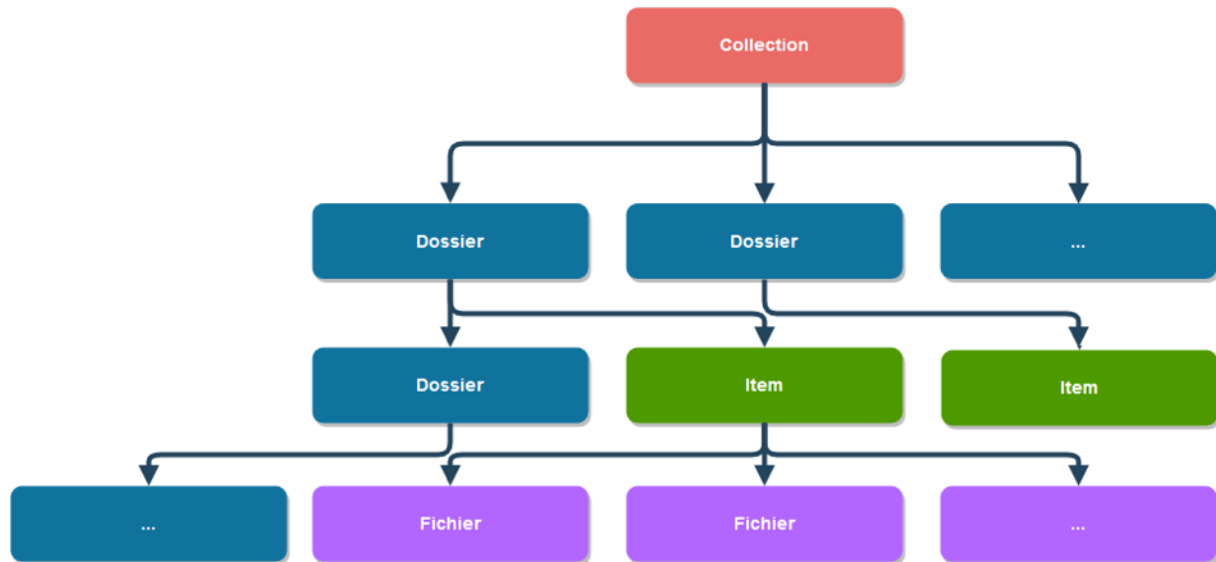 Collection
Dossier
Dossier
...
Dossier
Item
Item
...
Fichier
Fichier
...